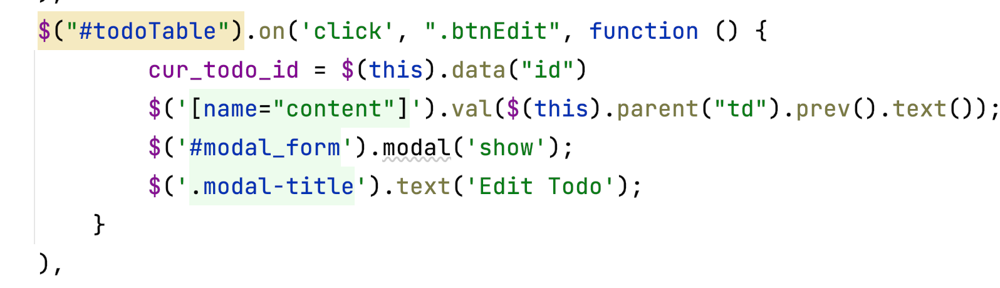 $("#todoTable").on('click', ".btnEdit", function () {
cur_todo_id = $(this).data("id")
$('[name="content"]').val($(this).parent("td").prev().text());
$('#modal_form').modal('show');
$('.modal-title').text('Edit Todo');
}
),